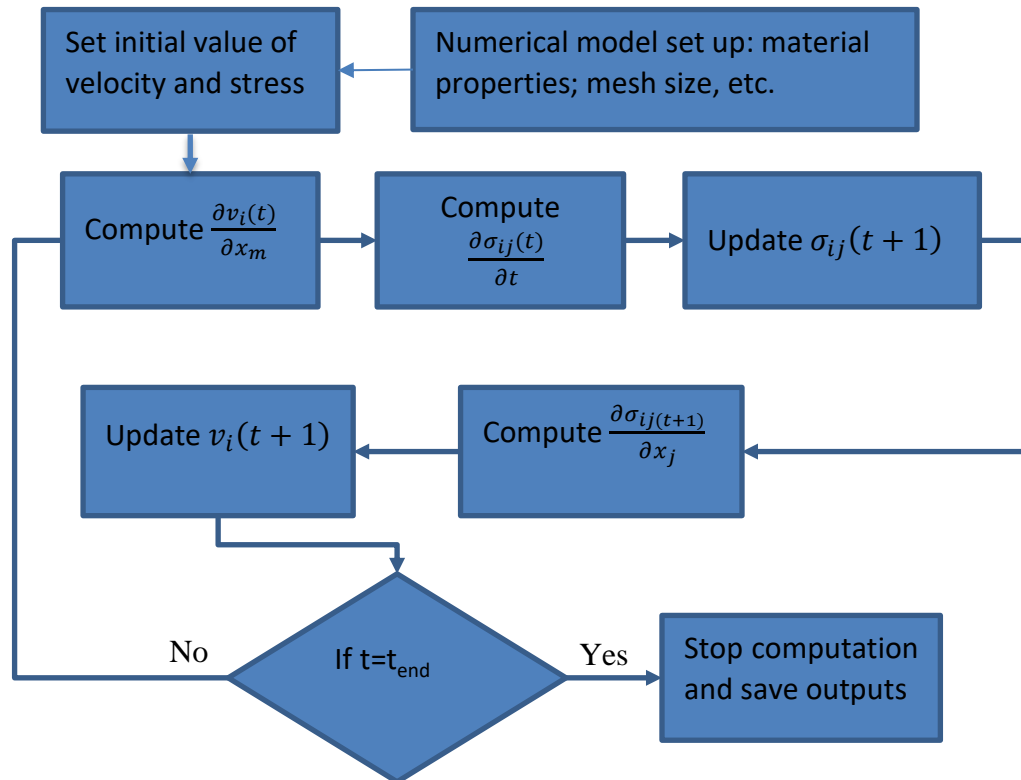 Set initial value of
velocity and stress
Numerical model set up: material
properties; mesh size, etc.
Compute ∂v_i(t)/∂x_m
Compute
∂σ_ij(t)/∂t
Update σ_ij(t + 1)
Update v_i(t + 1)
Compute ∂σ_ij(t+1)/∂x_j
No
If t=t_end
Yes
Stop computation
and save outputs